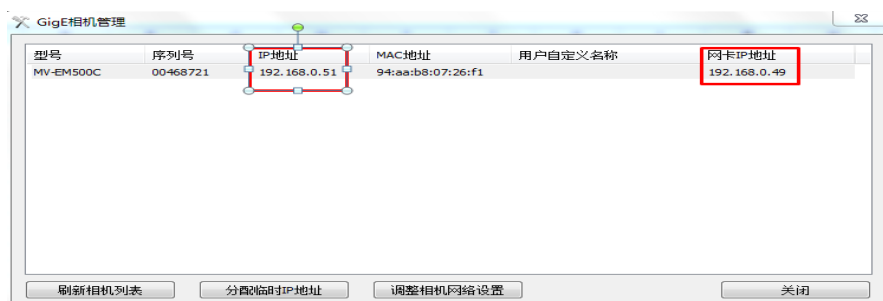 GigE相机管理
型号 序列号 IP地址 MAC地址 用户自定义名称 网卡IP地址
MV-EM500C 00468721 192.168.0.51 94:aa:b8:07:26:f1 192.168.0.49
刷新相机列表 分配临时IP地址 调整相机网络设置 关闭